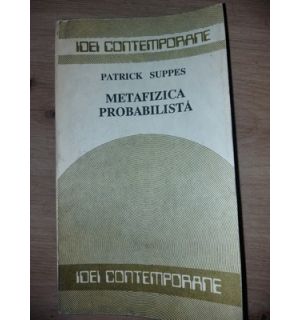 IDEI CONTEMPORANE
PATRICK SUPPES
METAFIZICA
PROBABILISTĂ
IDEI CONTEMPORANE